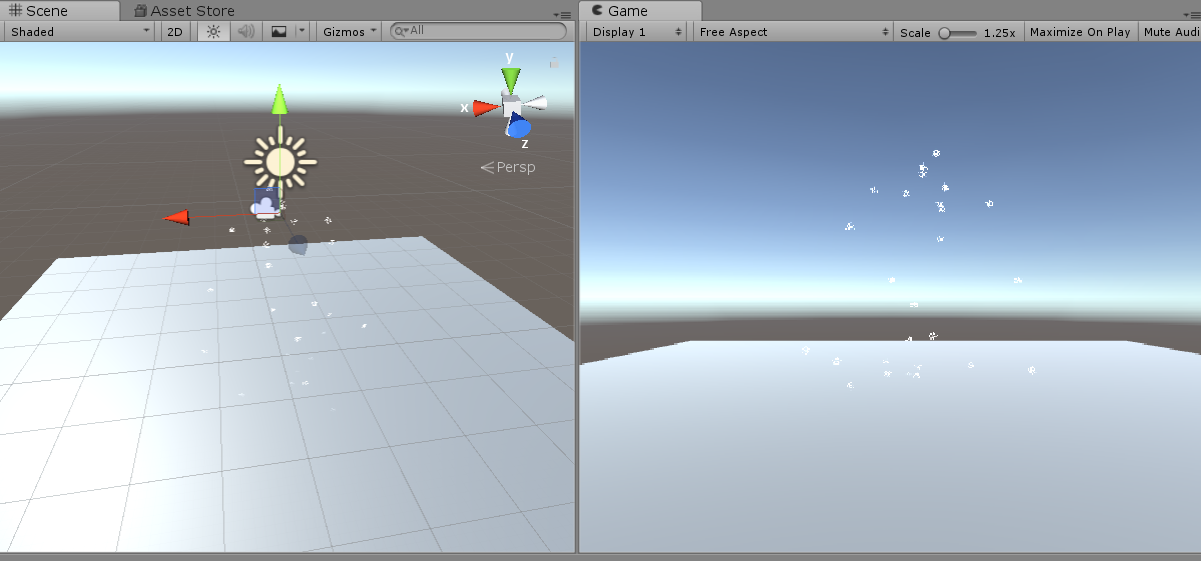 Scene Asset Store
Shaded 2D Gizmos All
y
x
z
Persp
Game
Display 1 Free Aspect Scale 1.25x Maximize On Play Mute Audi